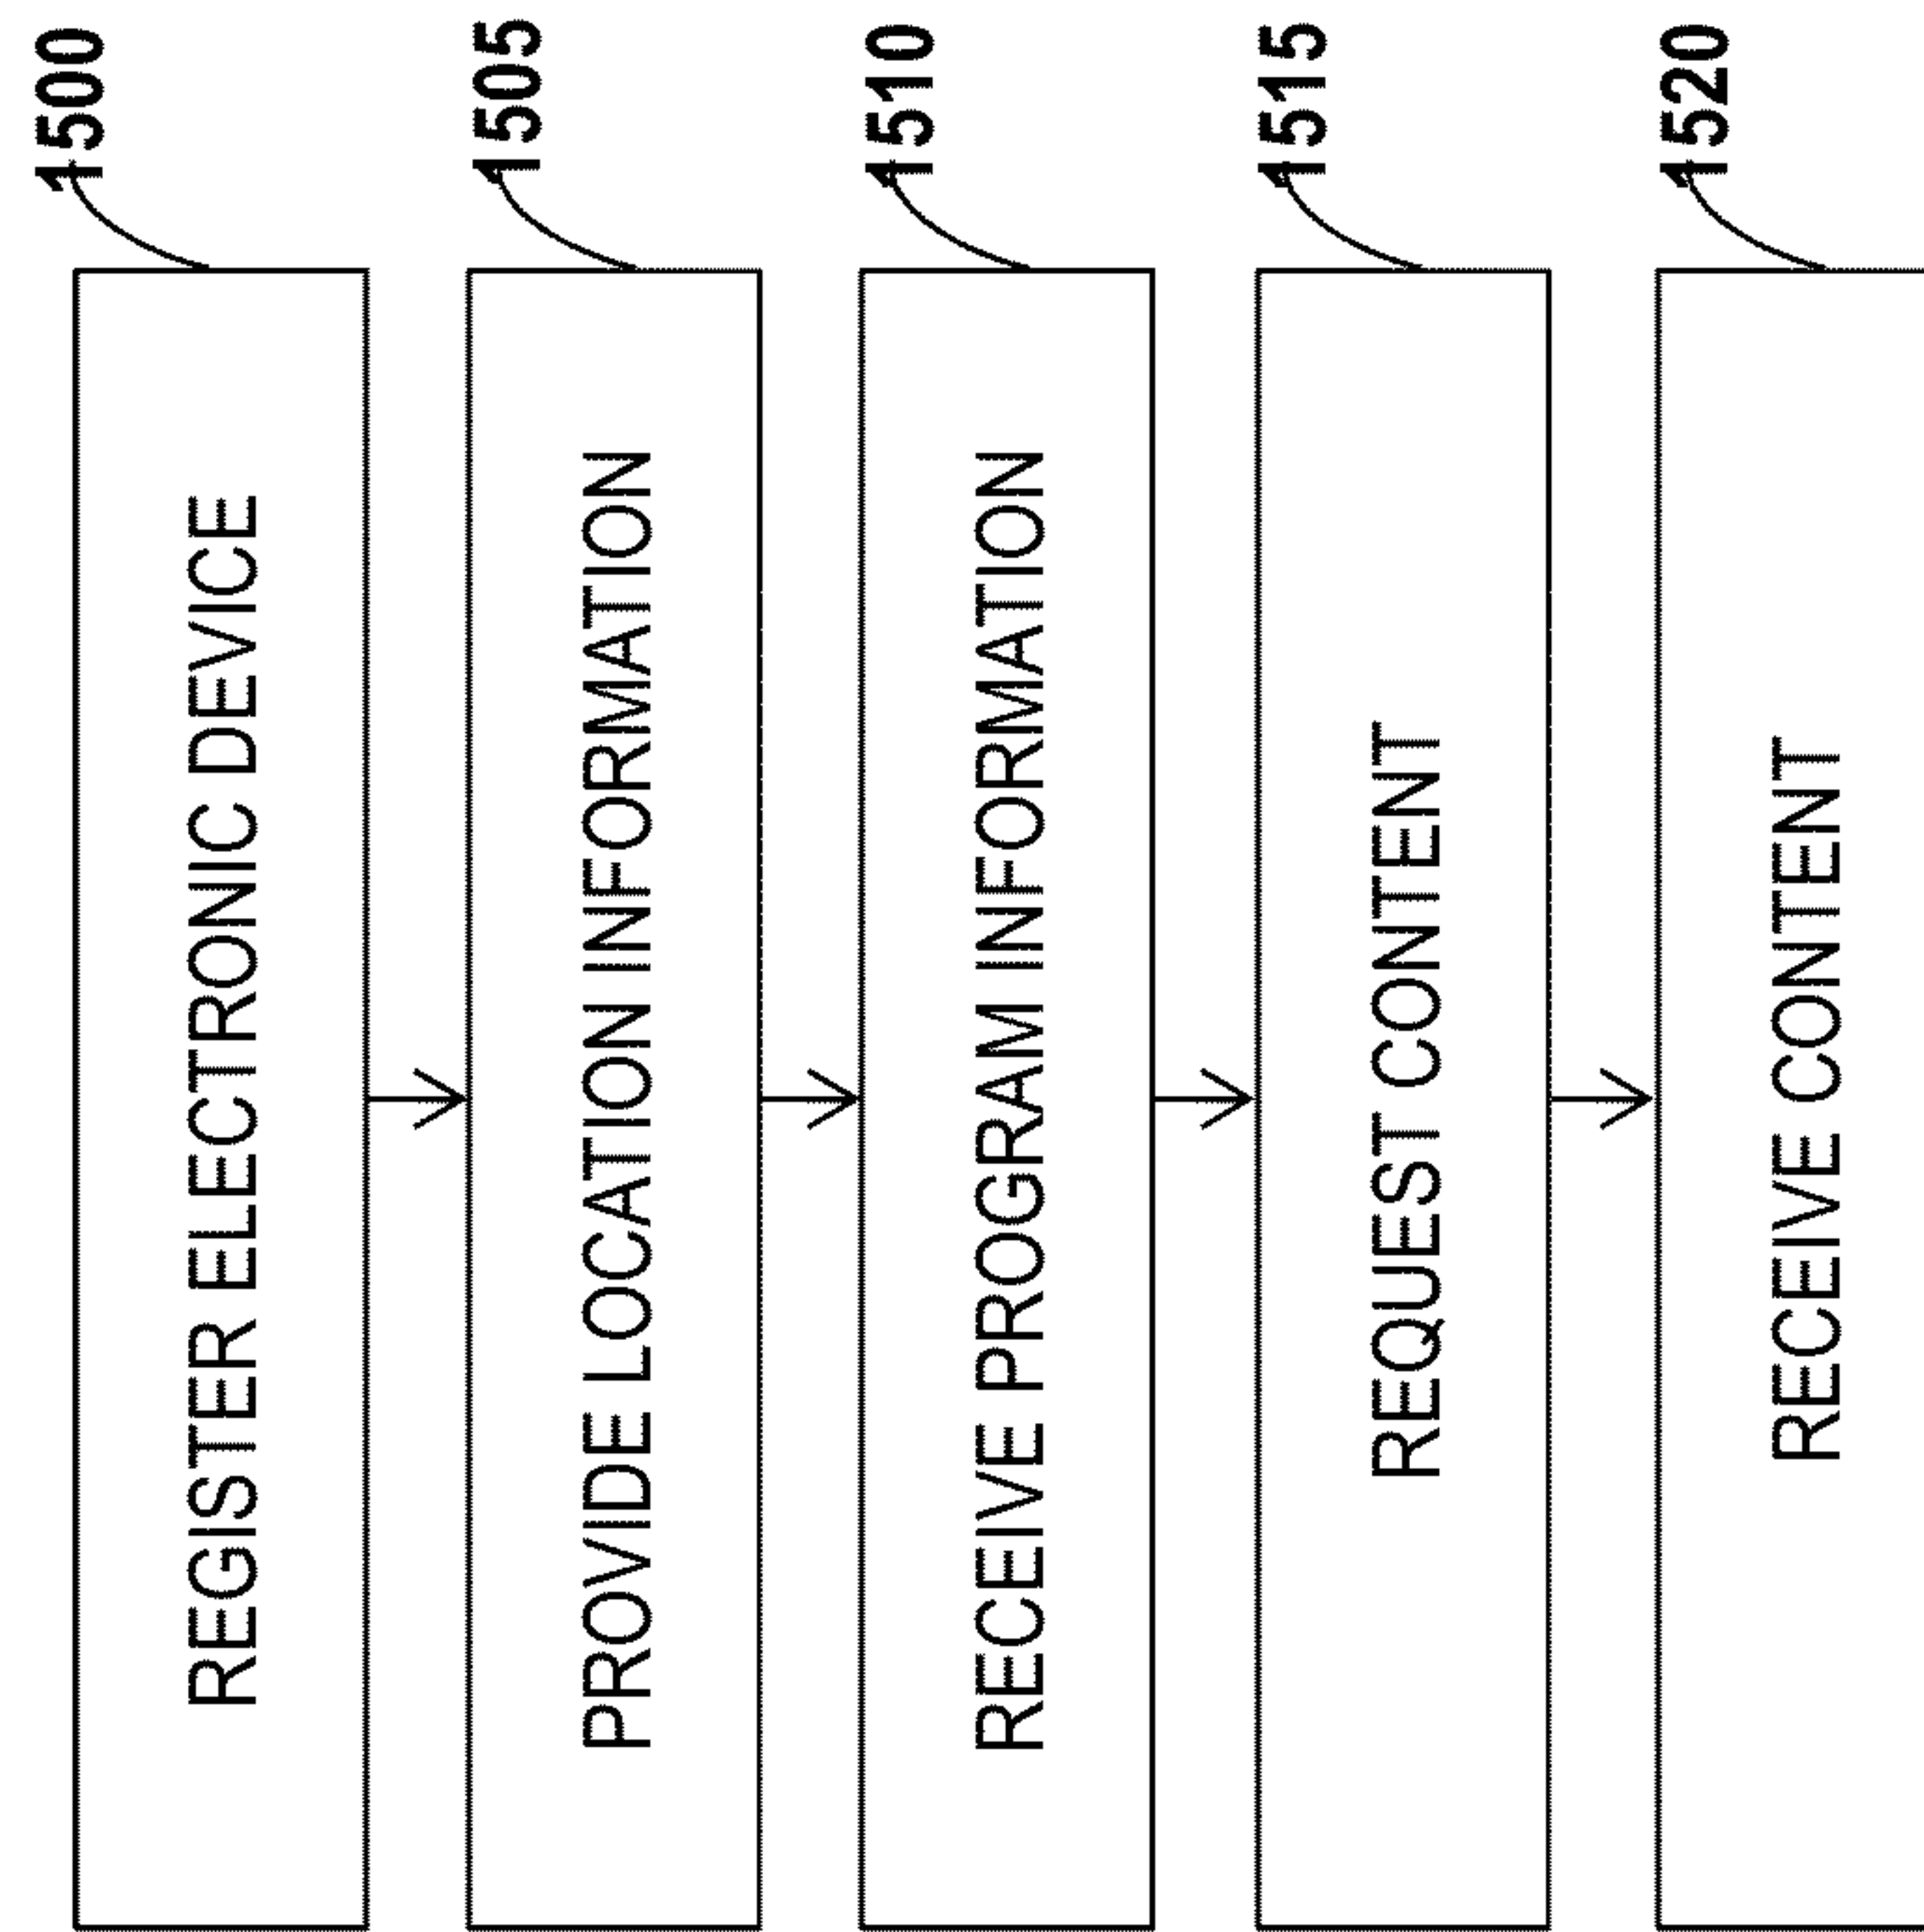 1500
REGISTER ELECTRONIC DEVICE
1505
PROVIDE LOCATION INFORMATION
1510
RECEIVE PROGRAM INFORMATION
1515
REQUEST CONTENT
1520
RECEIVE CONTENT